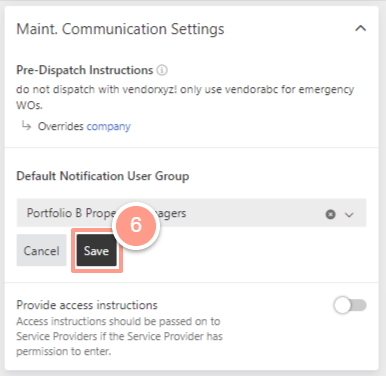 Maint. Communication Settings
Pre-Dispatch Instructions
do not dispatch with vendorxyz! only use vendorabc for emergency
WOs.
Overrides company
Default Notification User Group
Portfolio B Prope agers
6
Cancel Save
Provide access instructions
Access instructions should be passed on to
Service Providers if the Service Provider has
permission to enter.